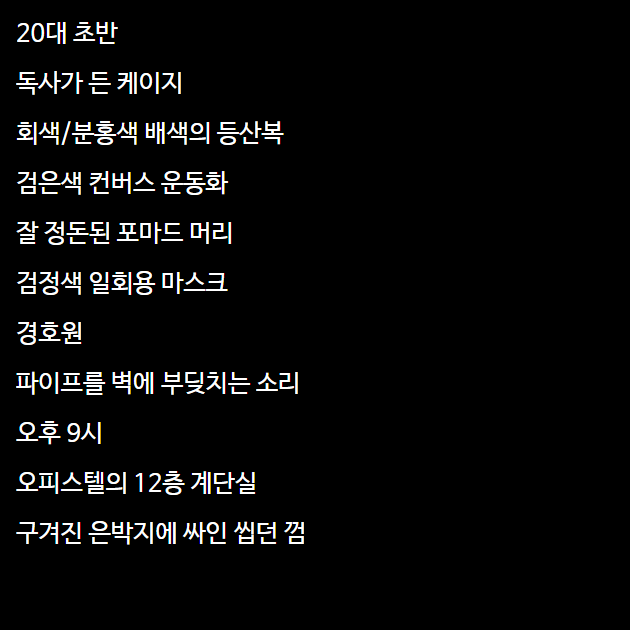 20대 초반
독사가 든 케이지
회색/분홍색 배색의 등산복
검은색 컨버스 운동화
잘 정돈된 포마드 머리
검정색 일회용 마스크
경호원
파이프를 벽에 부딪치는 소리
오후 9시
오피스텔의 12층 계단실
구겨진 은박지에 싸인 씹던 껌